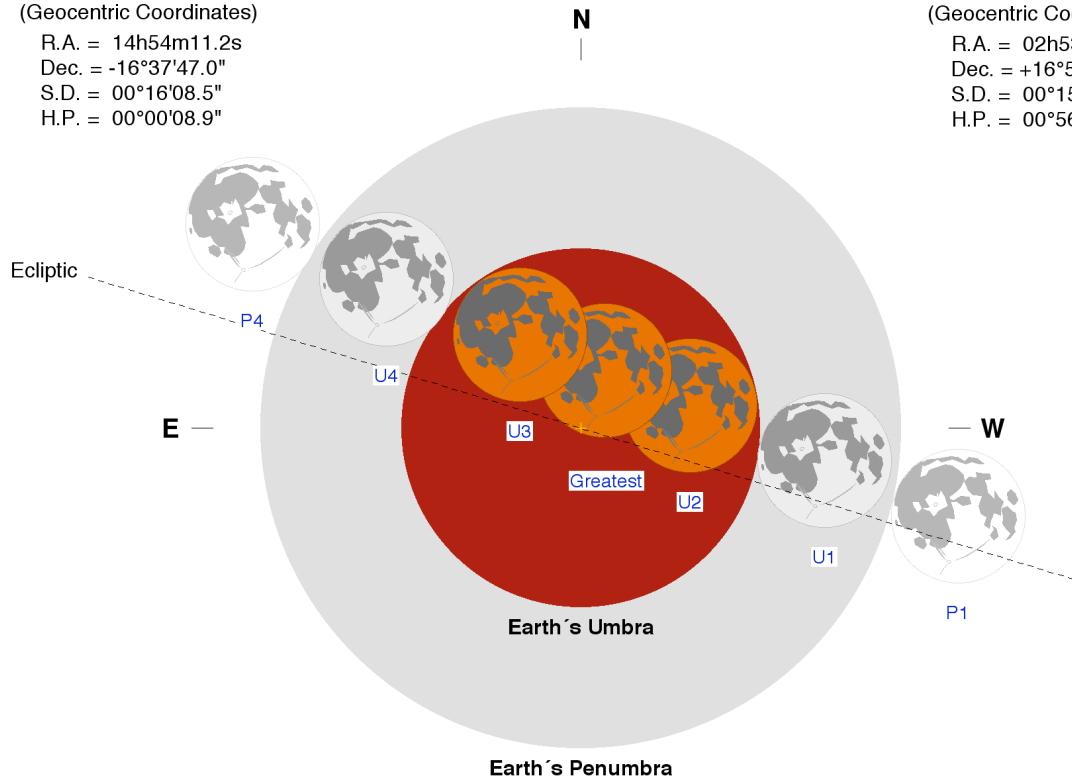 (Geocentric Coordinates)
R.A. = 14h54m11.2s
Dec. = -16°37'47.0"
S.D. = 00°16'08.5"
H.P. = 00°00'08.9"
N
(Geocentric Co
R.A. = 02h5
Dec. = +16°5
S.D. = 00°15
H.P. = 00°56
Ecliptic
P4
U4
E
W
U3
Greatest
U2
U1
P1
Earth´s Umbra
Earth´s Penumbra